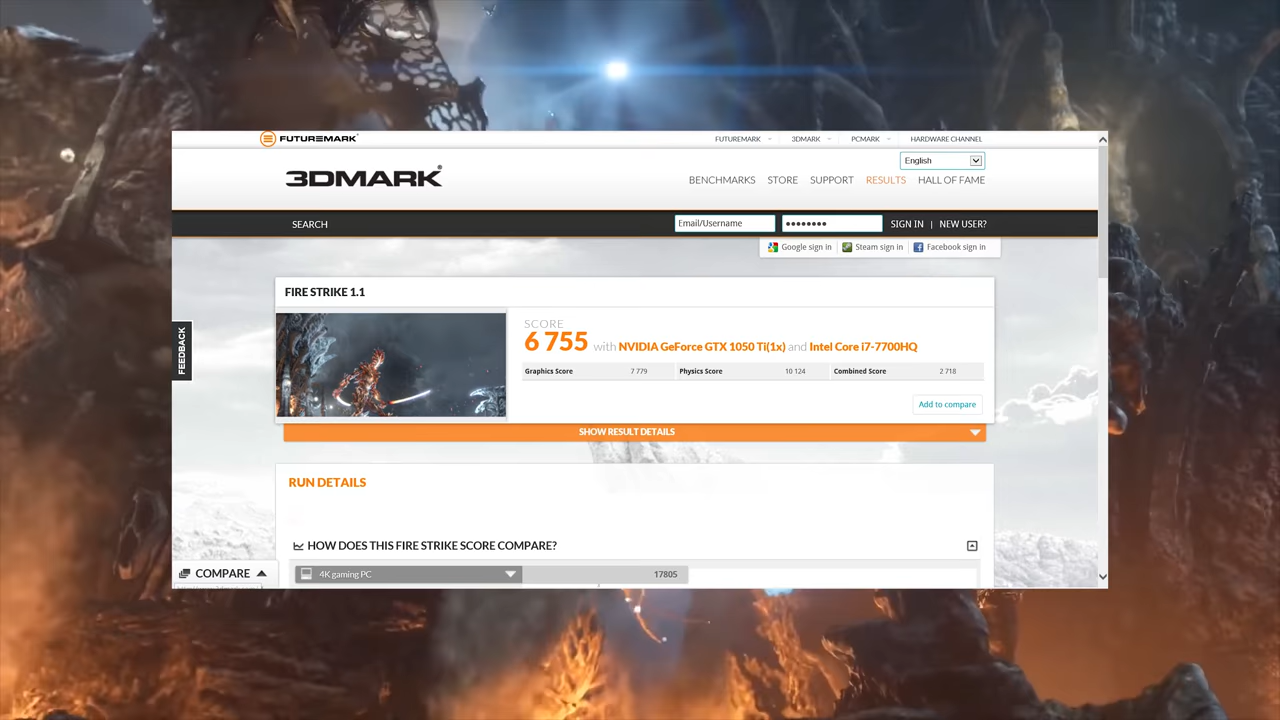 FUTUREMARK
FUTUREMARK 3DMARK PCMARK HARDWARE CHANNEL
English
3DMARK
BENCHMARKS STORE SUPPORT RESULTS HALL OF FAME
SEARCH
Email/Username
SIGN IN | NEW USER?
Google sign in
Steam sign in
Facebook sign in
FIRE STRIKE 1.1
SCORE
6 755 with NVIDIA GeForce GTX 1050 Ti(1x) and Intel Core i7-7700HQ
Graphics Score 7 779 Physics Score 10 124 Combined Score 2 718
Add to compare
SHOW RESULT DETAILS
FEEDBACK
RUN DETAILS
HOW DOES THIS FIRE STRIKE SCORE COMPARE?
4K gaming PC 17805
COMPARE